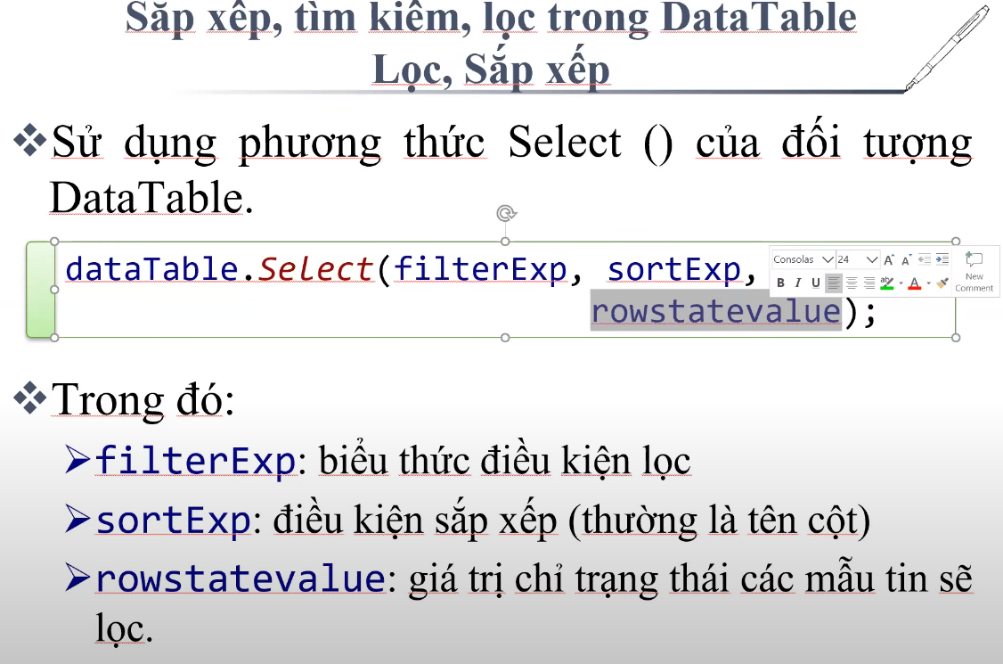 Sắp xếp, tìm kiếm, lọc trong DataTable
Lọc, Sắp xếp
Sử dụng phương thức Select () của đối tượng
DataTable.
dataTable.Select(filterExp, sortExp,
rowstatevalue);
Consolas 24 A A
B I U A
New
Comment
Trong đó:
filterExp: biểu thức điều kiện lọc
sortExp: điều kiện sắp xếp (thường là tên cột)
rowstatevalue: giá trị chỉ trạng thái các mẫu tin sẽ
lọc.